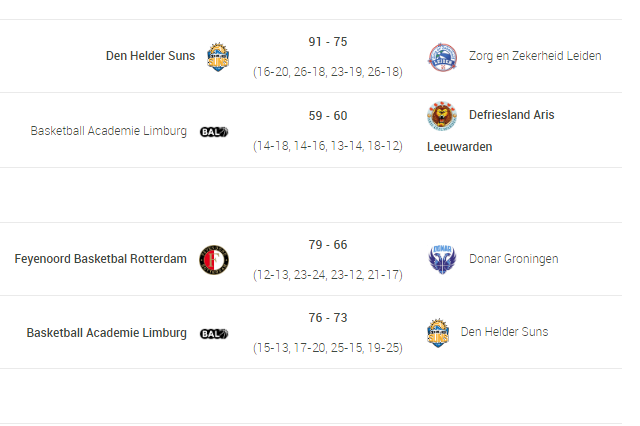 91 - 75
Den Helder Suns
Zorg en Zekerheid Leiden
(16-20, 26-18, 23-19, 26-18)
59 - 60
Defriesland Aris
Basketball Academie Limburg
BAL
(14-18, 14-16, 13-14, 18-12)
Leeuwarden
79 - 66
Feyenoord Basketbal Rotterdam
Donar Groningen
(12-13, 23-24, 23-12, 21-17)
76 - 73
Basketball Academie Limburg
BAL
Den Helder Suns
(15-13, 17-20, 25-15, 19-25)